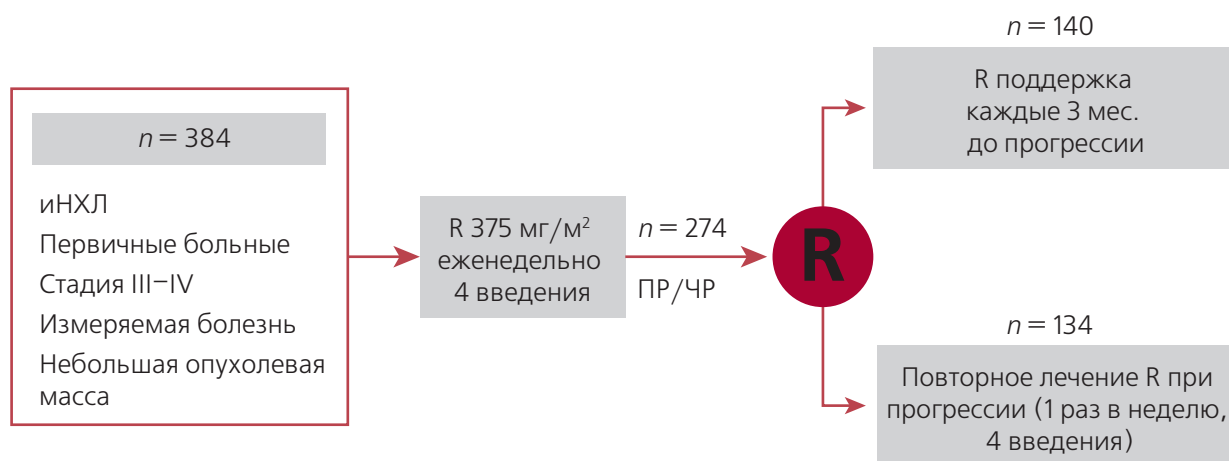 n = 384
иНХЛ
Первичные больные
Стадия III–IV
Измеряемая болезнь
Небольшая опухолевая
масса
R 375 мг/м²
еженедельно
4 введения
n = 274
ПР/ЧР
R
n = 140
R поддержка
каждые 3 мес.
до прогрессии
n = 134
Повторное лечение R при
прогрессии (1 раз в неделю,
4 введения)